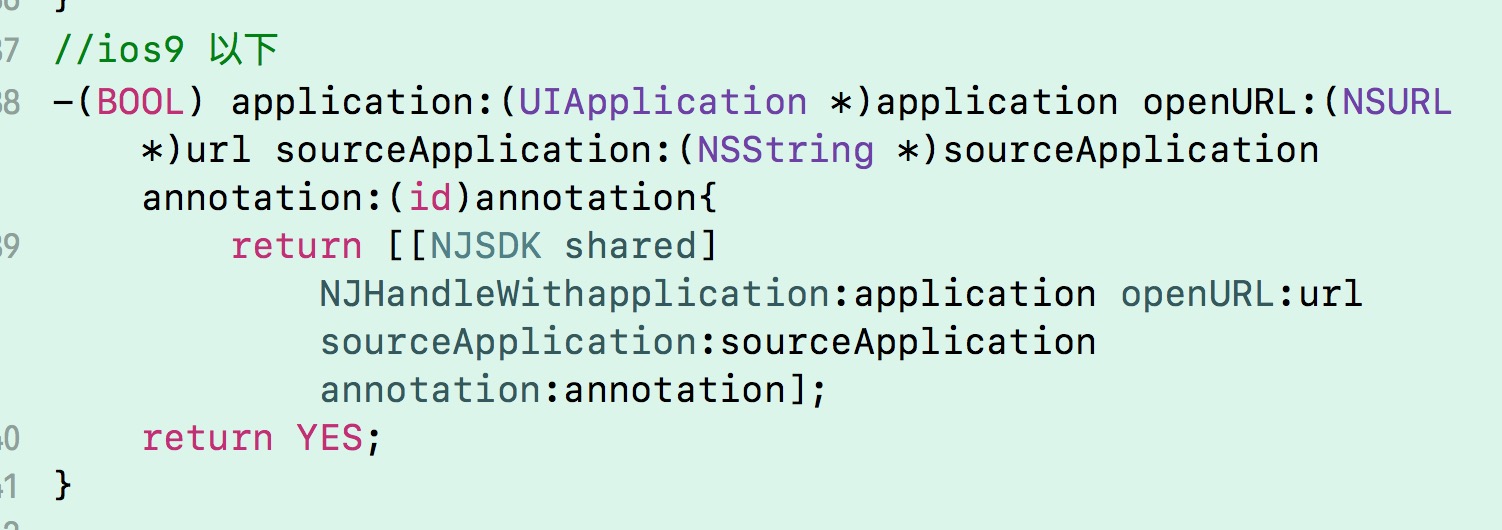 }
37 //ios9 以下
38 -(BOOL) application:(UIApplication *)application openURL:(NSURL
*)url sourceApplication:(NSString *)sourceApplication
annotation:(id)annotation{
39 return [[NJSDK shared]
NJHandleWithapplication:application openURL:url
sourceApplication:sourceApplication
annotation:annotation];
40 return YES;
41 }